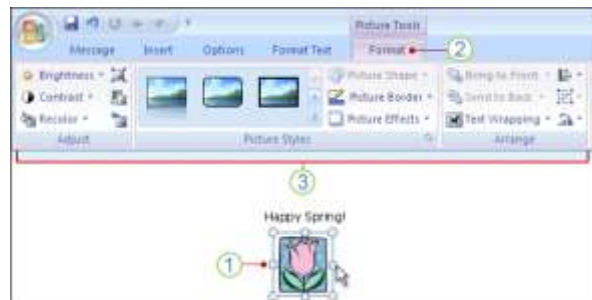 Picture Tools
Message Insert Options Format Text Format 2
Brightness Picture Shape Bring to Front
Contrast Picture Border Send to Back
Recolor Picture Effects Text Wrapping
Adjust Picture Styles Arrange
3
Happy Spring!
1